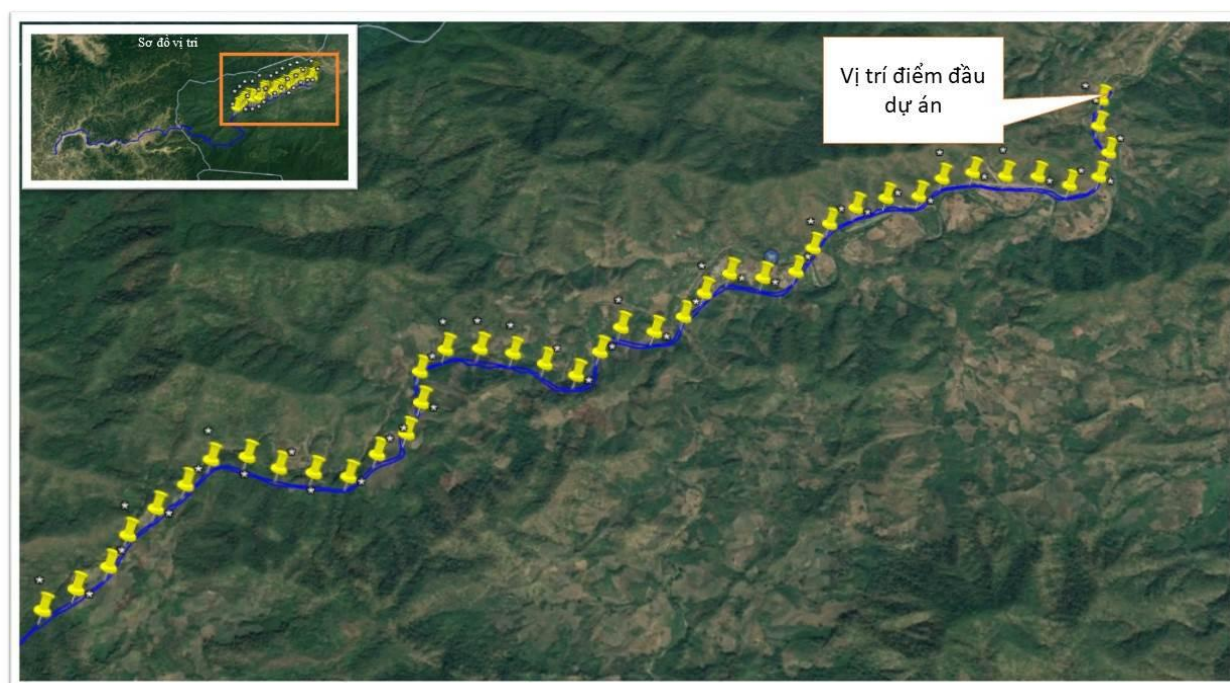 Sơ đồ vị trí
Vị trí điểm đầu
dự án